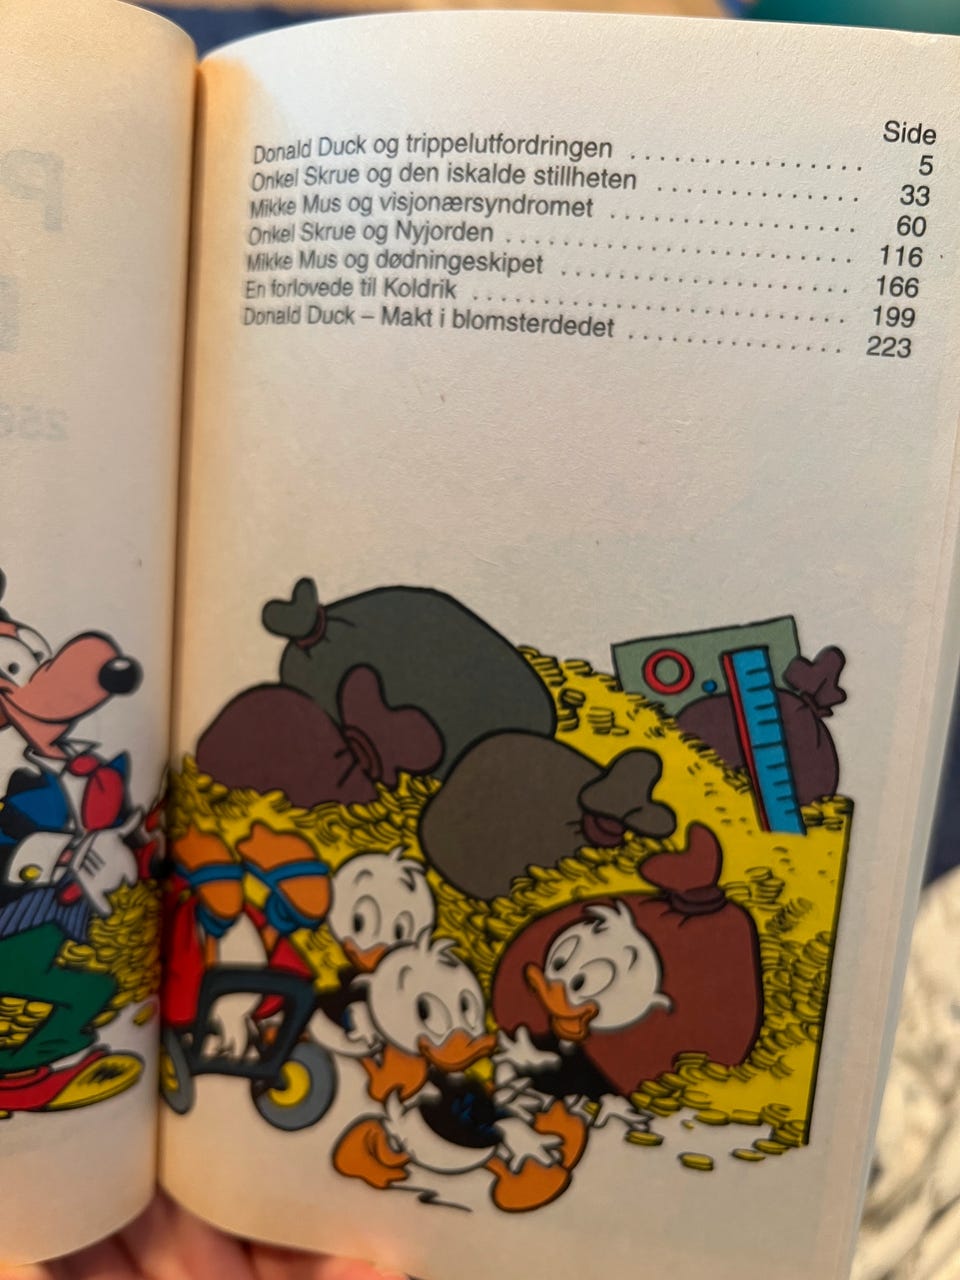 Side
Donald Duck og trippelutfordringen . . . . . . . . . . . . . . . . 5
Onkel Skrue og den iskalde stillheten . . . . . . . . . . . . . . 33
Mikke Mus og visjonærsyndromet . . . . . . . . . . . . . . . . . 60
Onkel Skrue og Nyjorden . . . . . . . . . . . . . . . . . . . . . . . . 116
Mikke Mus og dødningeskipet . . . . . . . . . . . . . . . . . . . . 166
En forlovede til Koldrik . . . . . . . . . . . . . . . . . . . . . . . . . . 199
Donald Duck – Makt i blomsterdedet . . . . . . . . . . . . . . . 223